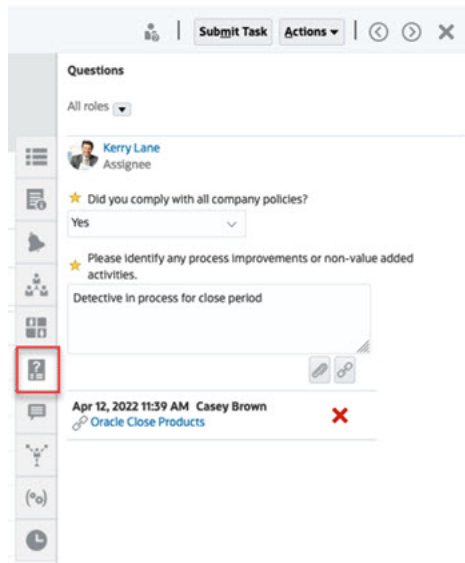 Submit Task Actions
Questions
All roles
Kerry Lane
Assignee
Did you comply with all company policies?
Yes
Please identify any process improvements or non-value added
activities.
Detective in process for close period
Apr 12, 2022 11:39 AM Casey Brown
Oracle Close Products